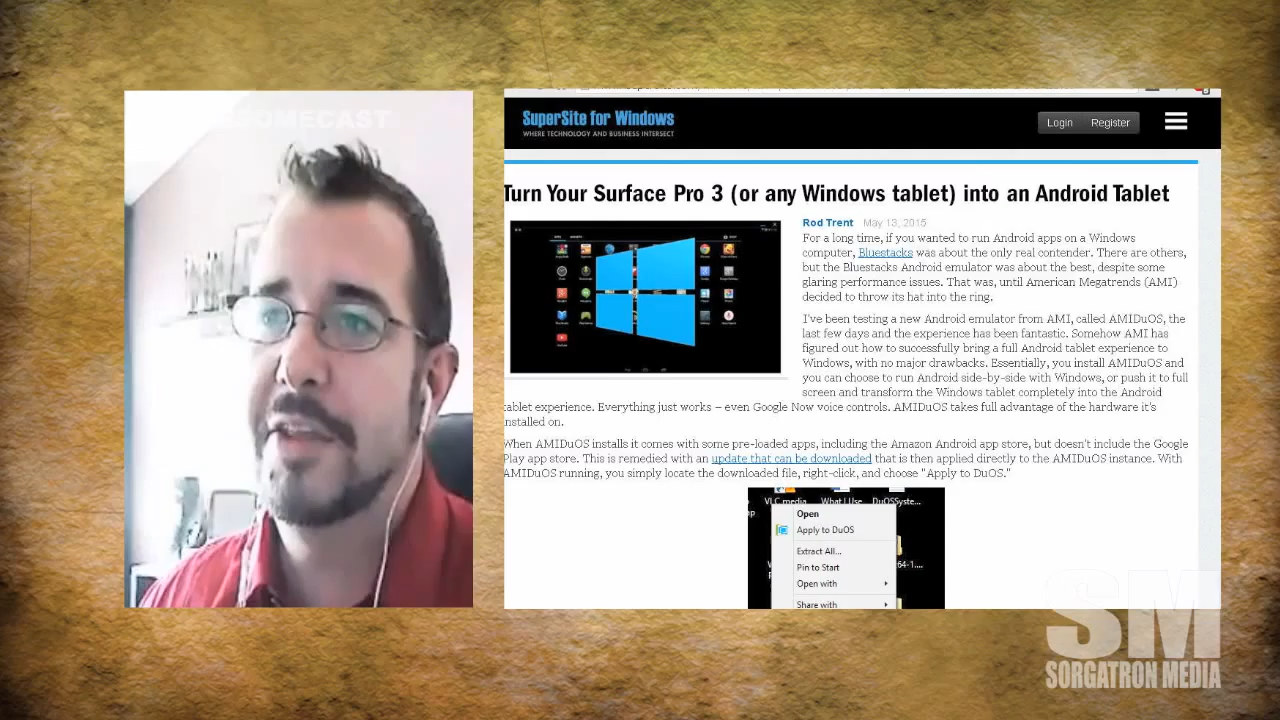 OMECAST
SuperSite for Windows
WHERE TECHNOLOGY AND BUSINESS INTERSECT
Login Register
Turn Your Surface Pro 3 (or any Windows tablet) into an Android Tablet
Rod Trent May 13, 2015
For a long time, if you wanted to run Android apps on a Windows
computer, Bluestacks was about the only real contender. There are others,
but the Bluestacks Android emulator was about the best, despite some
glaring performance issues. That was, until American Megatrends (AMI)
decided to throw its hat into the ring.
I've been testing a new Android emulator from AMI, called AMIDuOS, the
last few days and the experience has been fantastic. Somehow AMI has
figured out how to successfully bring a full Android tablet experience to
Windows, with no major drawbacks. Essentially, you install AMIDuOS and
you can choose to run Android side-by-side with Windows, or push it to full
screen and transform the Windows tablet completely into the Android
tablet experience. Everything just works – even Google Now voice controls. AMIDuOS takes full advantage of the hardware it's
installed on.
When AMIDuOS installs it comes with some pre-loaded apps, including the Amazon Android app store, but doesn't include the Google
Play app store. This is remedied with an update that can be downloaded that is then applied directly to the AMIDuOS instance. With
AMIDuOS running, you simply locate the downloaded file, right-click, and choose "Apply to DuOS."
VLC media What I Use DuOSSyste...
Open
Apply to DuOS
Extract All...
Pin to Start
Open with
Share with
64-1....
SM
SORGATRON MEDIA